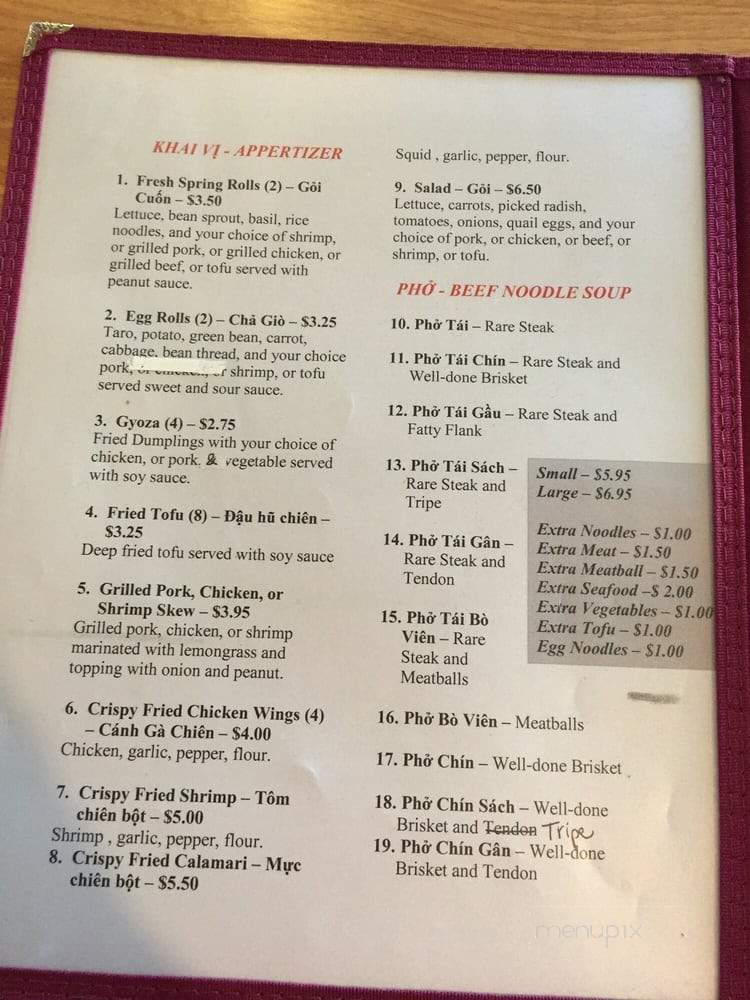 KHAI VỊ - APPERTIZER
1. Fresh Spring Rolls (2) – Gõi
Cuốn – $3.50
Lettuce, bean sprout, basil, rice
noodles, and your choice of shrimp,
or grilled pork, or grilled chicken, or
grilled beef, or tofu served with
peanut sauce.
2. Egg Rolls (2) – Chả Giò – $3.25
Taro, potato, green bean, carrot,
cabbage, bean thread, and your choice
pork, or chicken, or shrimp, or tofu
served sweet and sour sauce.
3. Gyoza (4) – $2.75
Fried Dumplings with your choice of
chicken, or pork. & vegetable served
with soy sauce.
4. Fried Tofu (8) – Đậu hũ chiên –
$3.25
Deep fried tofu served with soy sauce
5. Grilled Pork, Chicken, or
Shrimp Skew – $3.95
Grilled pork, chicken, or shrimp
marinated with lemongrass and
topping with onion and peanut.
6. Crispy Fried Chicken Wings (4)
– Cánh Gà Chiên – $4.00
Chicken, garlic, pepper, flour.
7. Crispy Fried Shrimp – Tôm
chiên bột – $5.00
Shrimp , garlic, pepper, flour.
8. Crispy Fried Calamari – Mực
chiên bột – $5.50
Squid , garlic, pepper, flour.
9. Salad – Gõi – $6.50
Lettuce, carrots, picked radish,
tomatoes, onions, quail eggs, and your
choice of pork, or chicken, or beef, or
shrimp, or tofu.
PHỞ - BEEF NOODLE SOUP
10. Phở Tái – Rare Steak
11. Phở Tái Chín – Rare Steak and
Well-done Brisket
12. Phở Tái Gầu – Rare Steak and
Fatty Flank
13. Phở Tái Sách –
Rare Steak and
Tripe
14. Phở Tái Gân –
Rare Steak and
Tendon
15. Phở Tái Bò
Viên – Rare
Steak and
Meatballs
Small – $5.95
Large – $6.95
Extra Noodles – $1.00
Extra Meat – $1.50
Extra Meatball – $1.50
Extra Seafood –$ 2.00
Extra Vegetables – $1.00
Extra Tofu – $1.00
Egg Noodles – $1.00
16. Phở Bò Viên – Meatballs
17. Phở Chín – Well-done Brisket
18. Phở Chín Sách – Well-done
Brisket and Tendon Tripe
19. Phở Chín Gân – Well-done
Brisket and Tendon
menupix